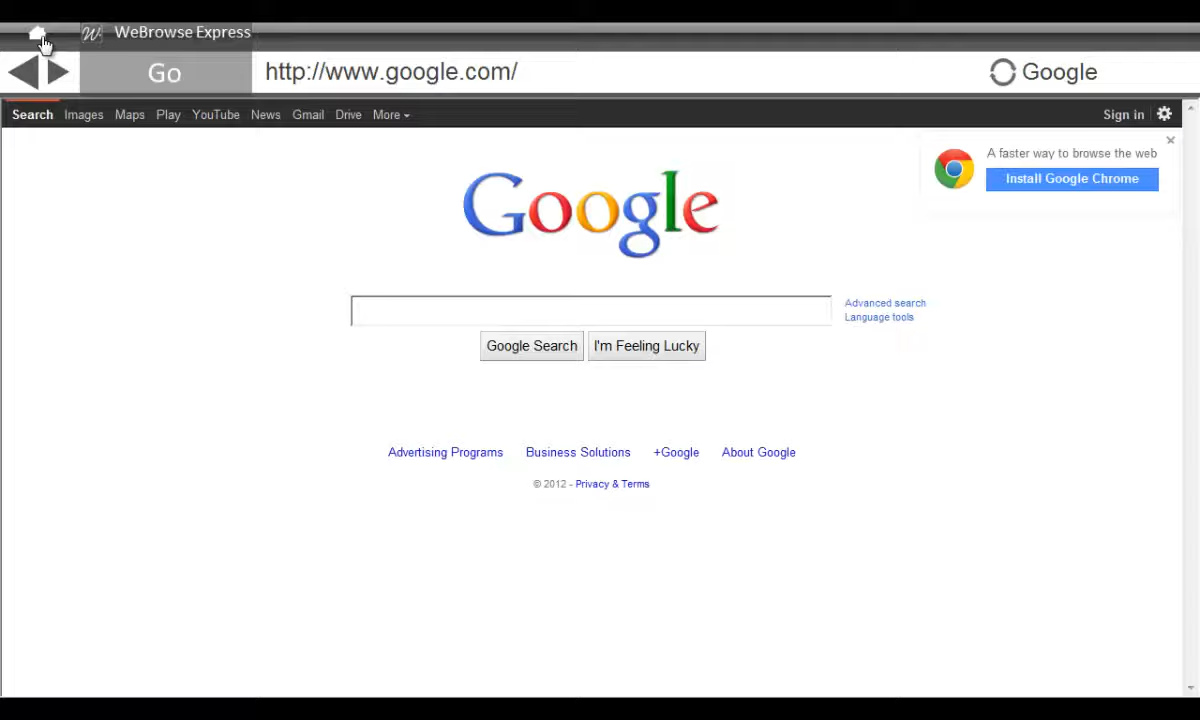 WeBrowse Express
Go http://www.google.com/ Google
Search Images Maps Play YouTube News Gmail Drive More Sign in
A faster way to browse the web
Install Google Chrome
Google
Advanced search
Language tools
Google Search I'm Feeling Lucky
Advertising Programs Business Solutions +Google About Google
© 2012 - Privacy & Terms